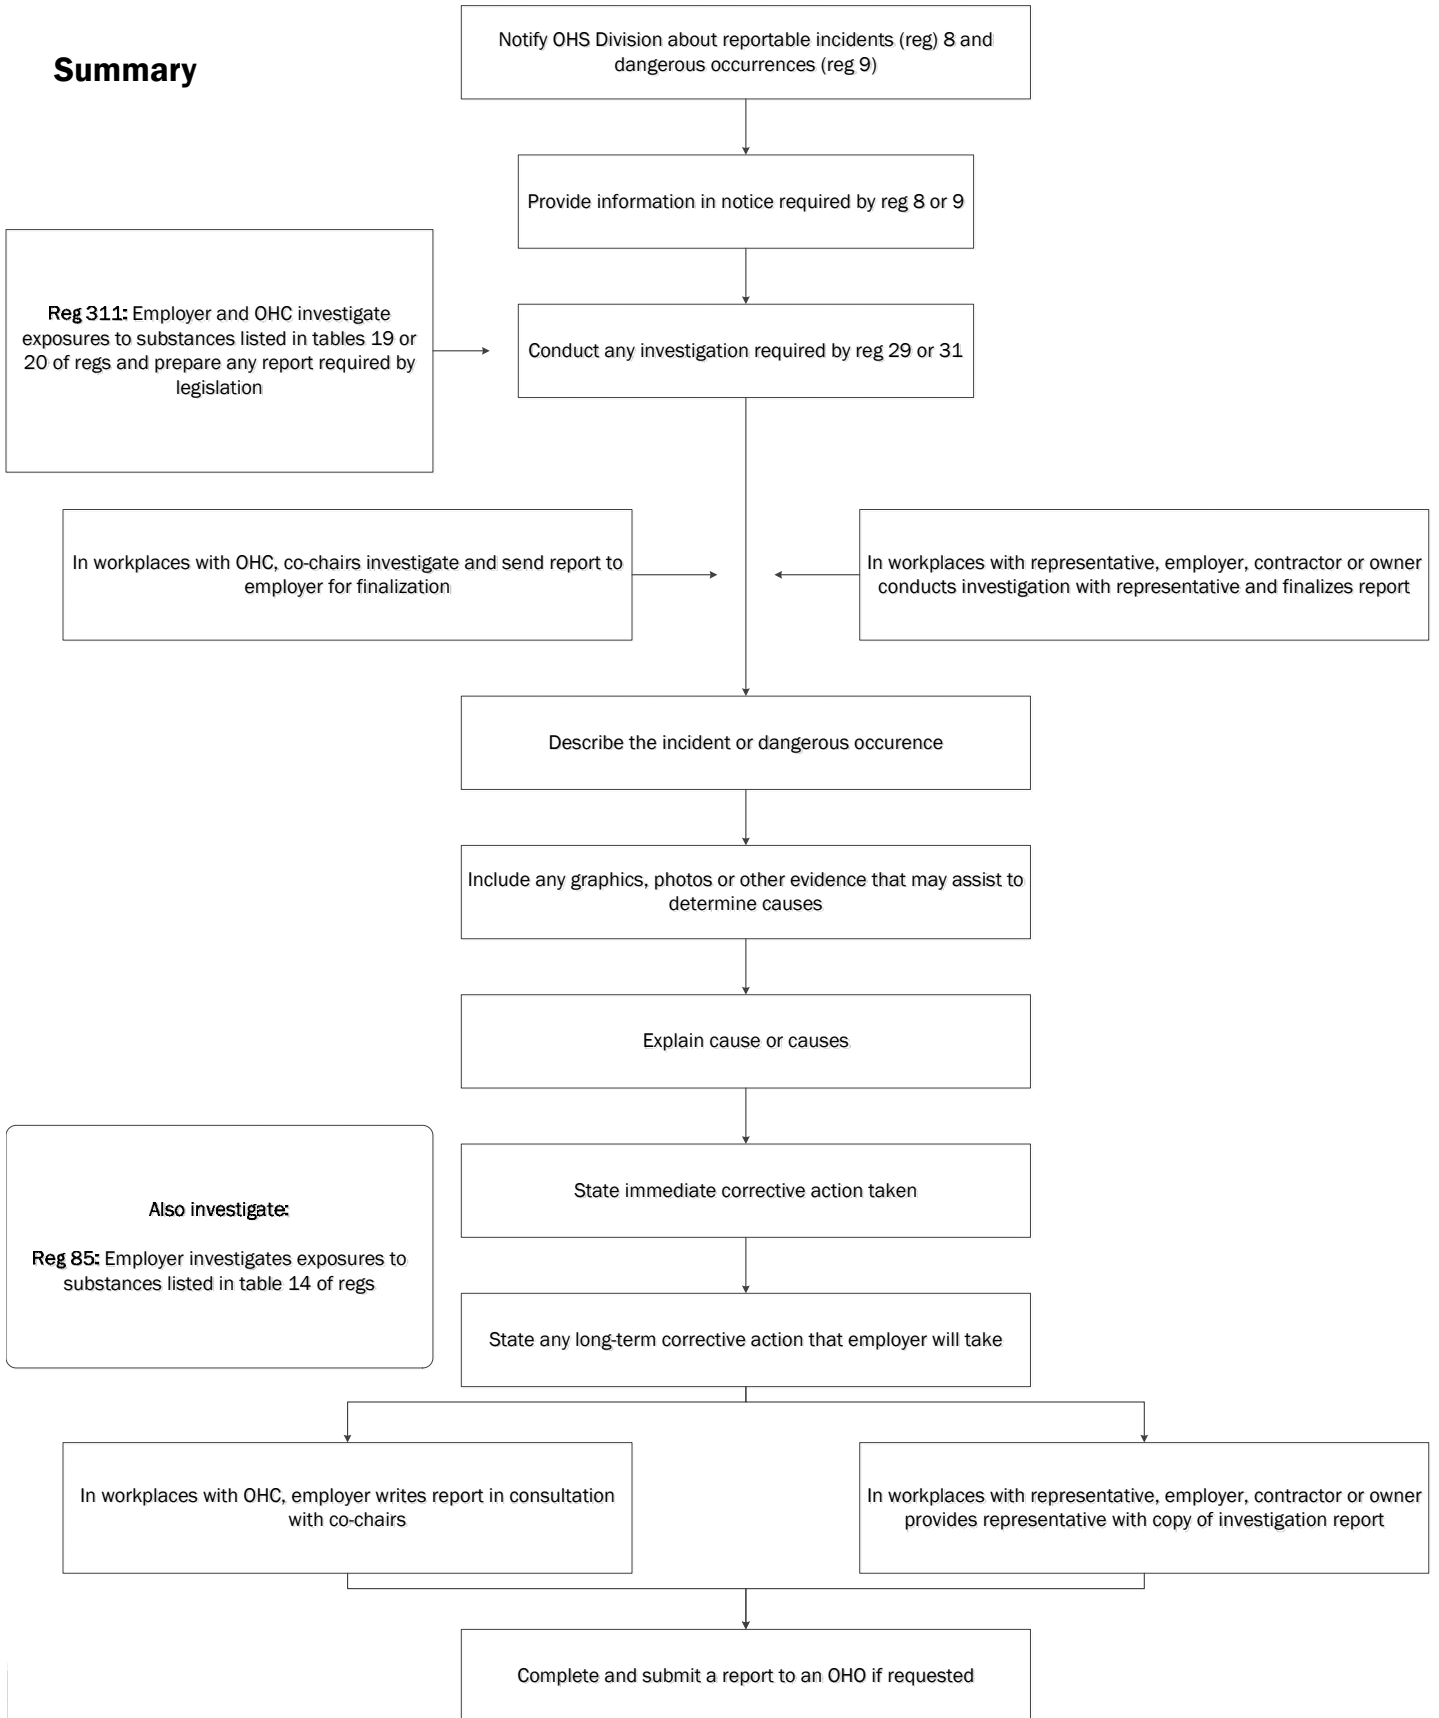 Summary
Notify OHS Division about reportable incidents (reg) 8 and
dangerous occurrences (reg 9)
Provide information in notice required by reg 8 or 9
Reg 311: Employer and OHC investigate
exposures to substances listed in tables 19 or
20 of regs and prepare any report required by
legislation
Conduct any investigation required by reg 29 or 31
In workplaces with OHC, co-chairs investigate and send report to
employer for finalization
In workplaces with representative, employer, contractor or owner
conducts investigation with representative and finalizes report
Describe the incident or dangerous occurence
Include any graphics, photos or other evidence that may assist to
determine causes
Explain cause or causes
State immediate corrective action taken
Also investigate:
Reg 85: Employer investigates exposures to
substances listed in table 14 of regs
State any long-term corrective action that employer will take
In workplaces with OHC, employer writes report in consultation
with co-chairs
In workplaces with representative, employer, contractor or owner
provides representative with copy of investigation report
Complete and submit a report to an OHO if requested